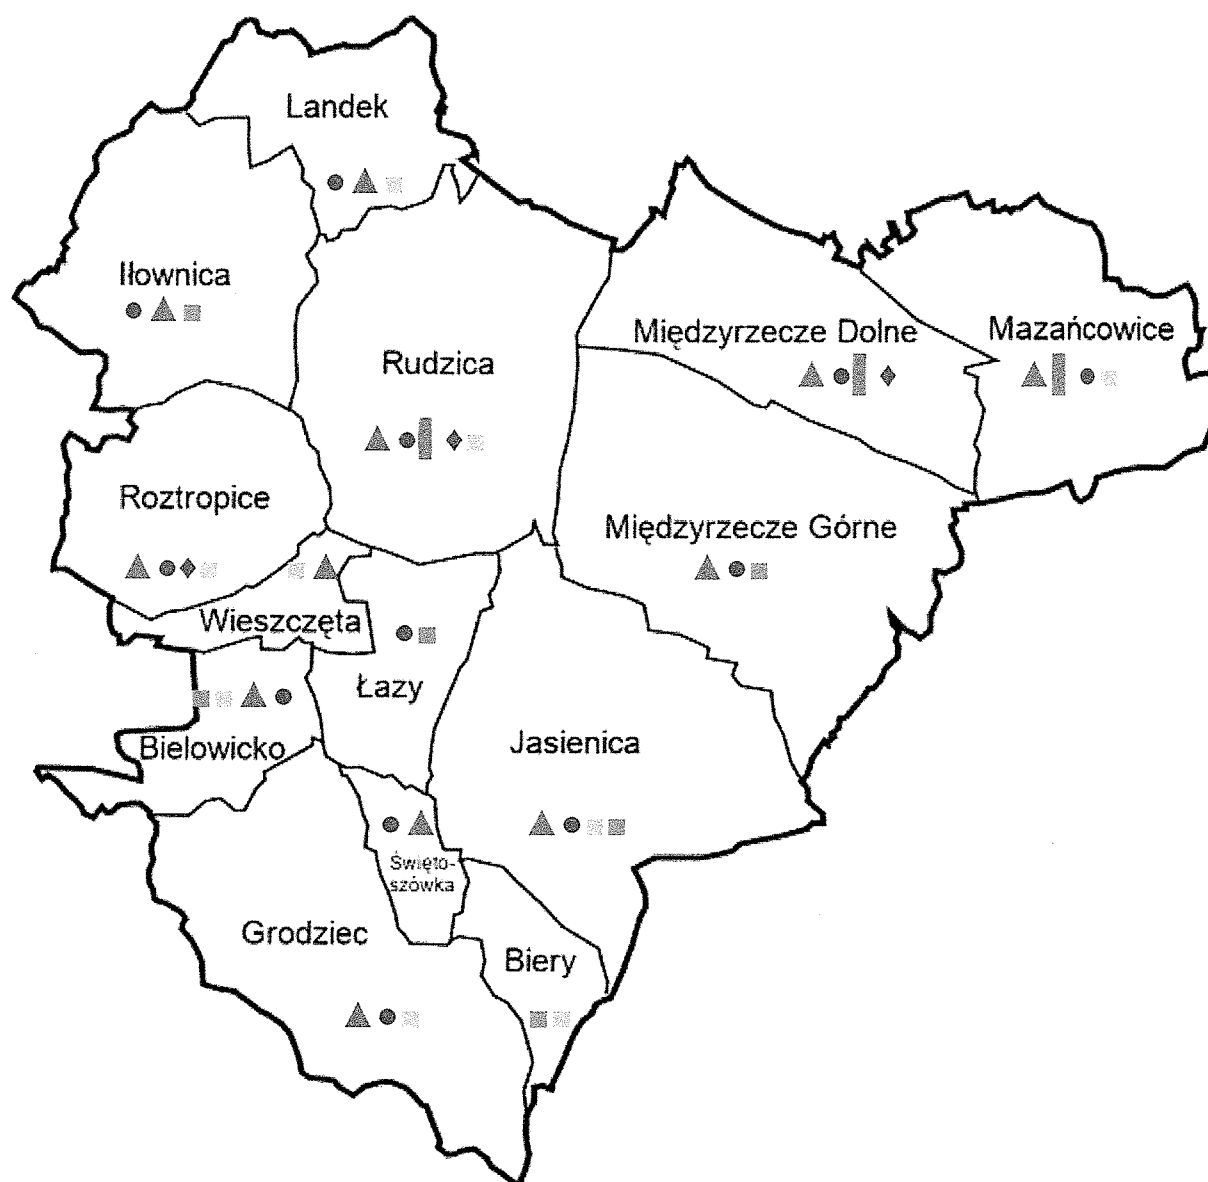 Landek
Iłownica
Międzyrzecze Dolne
Mazańcowice
Rudzica
Roztropice
Międzyrzecze Górne
Wieszczęta
Łazy
Bielowicko
Jasienica
Święto-
szówka
Grodziec
Biery